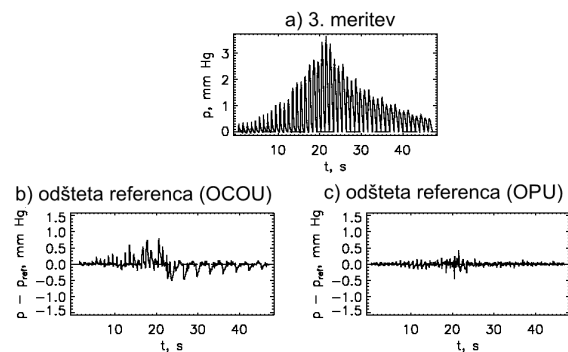 a) 3. meritev
p, mm Hg
3
2
1
0
10 20 30 40
t, s
b) odšteta referenca (OCOU)
p - pref, mm Hg
1.5
1.0
0.5
0.0
-0.5
-1.0
-1.5
10 20 30 40
t, s
c) odšteta referenca (OPU)
p - pref, mm Hg
1.5
1.0
0.5
0.0
-0.5
-1.0
-1.5
10 20 30 40
t, s